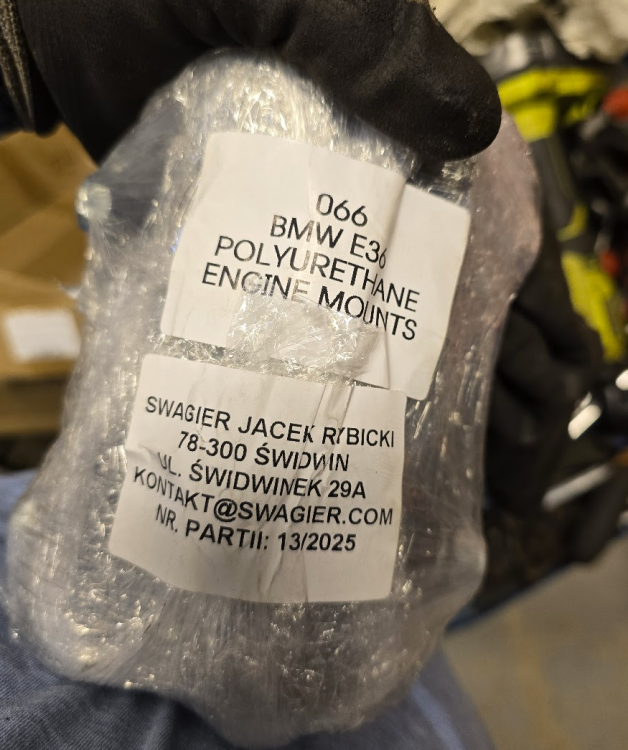 066
BMW E36
POLYURETHANE
ENGINE MOUNTS
SWAGIER JACEK RYBICKI
78-300 ŚWIDWIN
UL. ŚWIDWINEK 29A
KONTAKT@SWAGIER.COM
NR. PARTII: 13/2025